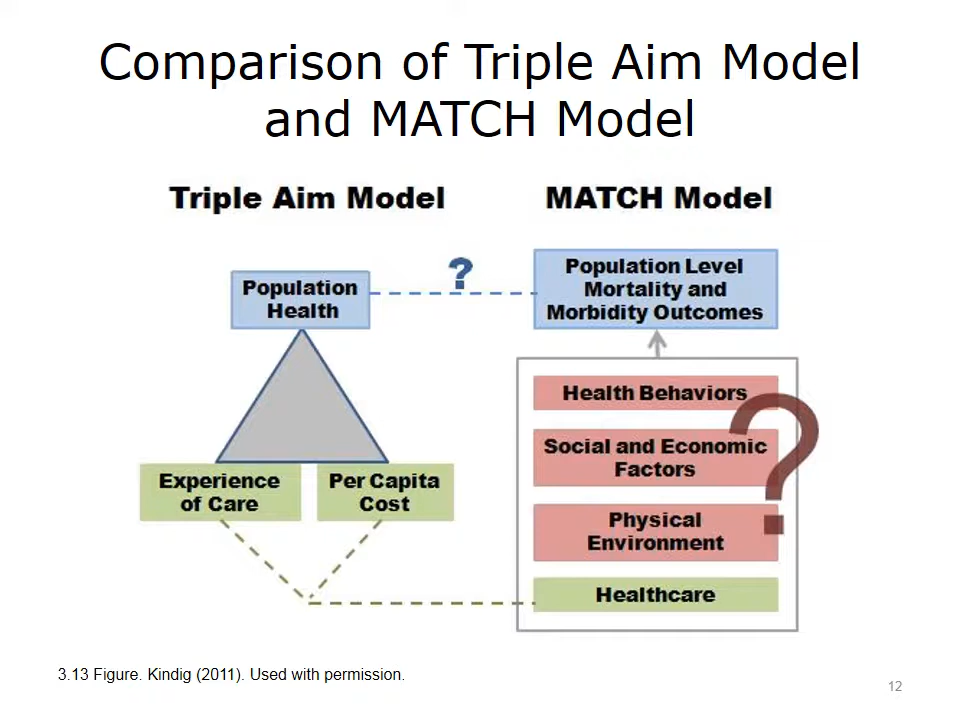 Comparison of Triple Aim Model
and MATCH Model
Triple Aim Model
MATCH Model
?
Population
Health
Population Level
Mortality and
Morbidity Outcomes
Health Behaviors
Social and Economic
Factors
?
Experience
of Care
Per Capita
Cost
Physical
Environment
Healthcare
3.13 Figure. Kindig (2011). Used with permission.
12